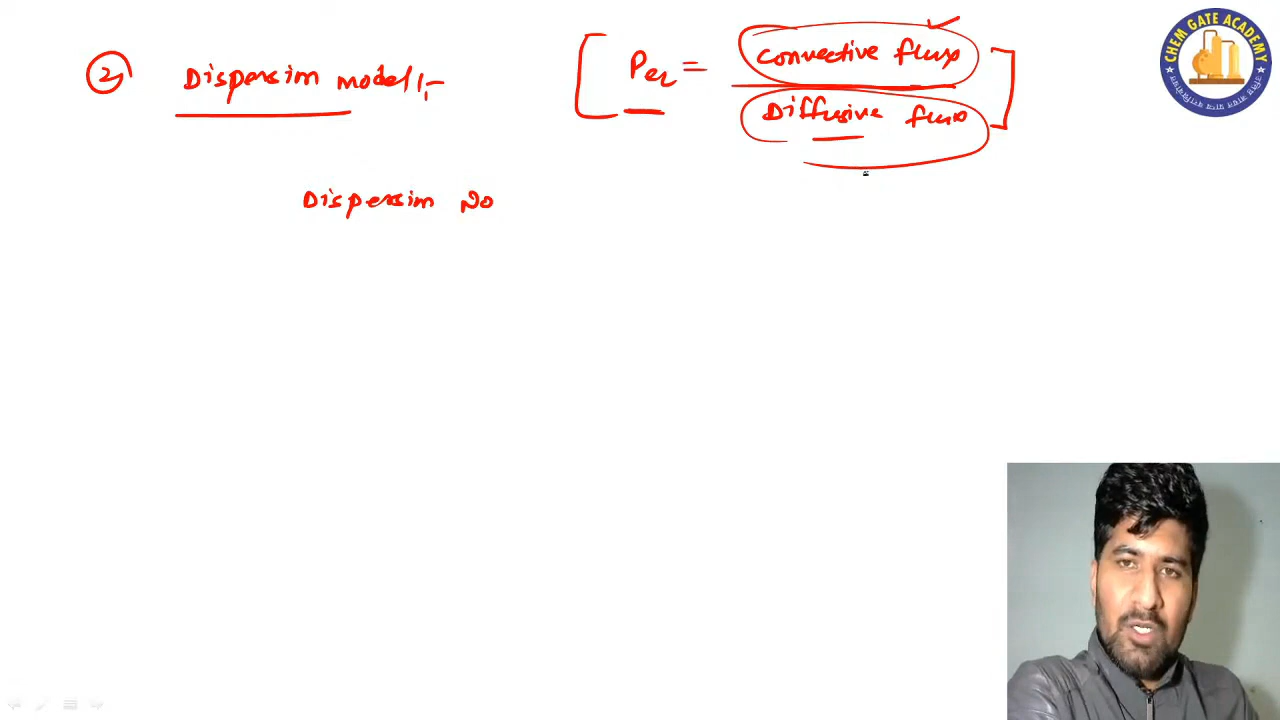 2) Dispersion model :-
Per = convective flux
Diffusive flux
Dispersion No
CHEM GATE ACADEMY